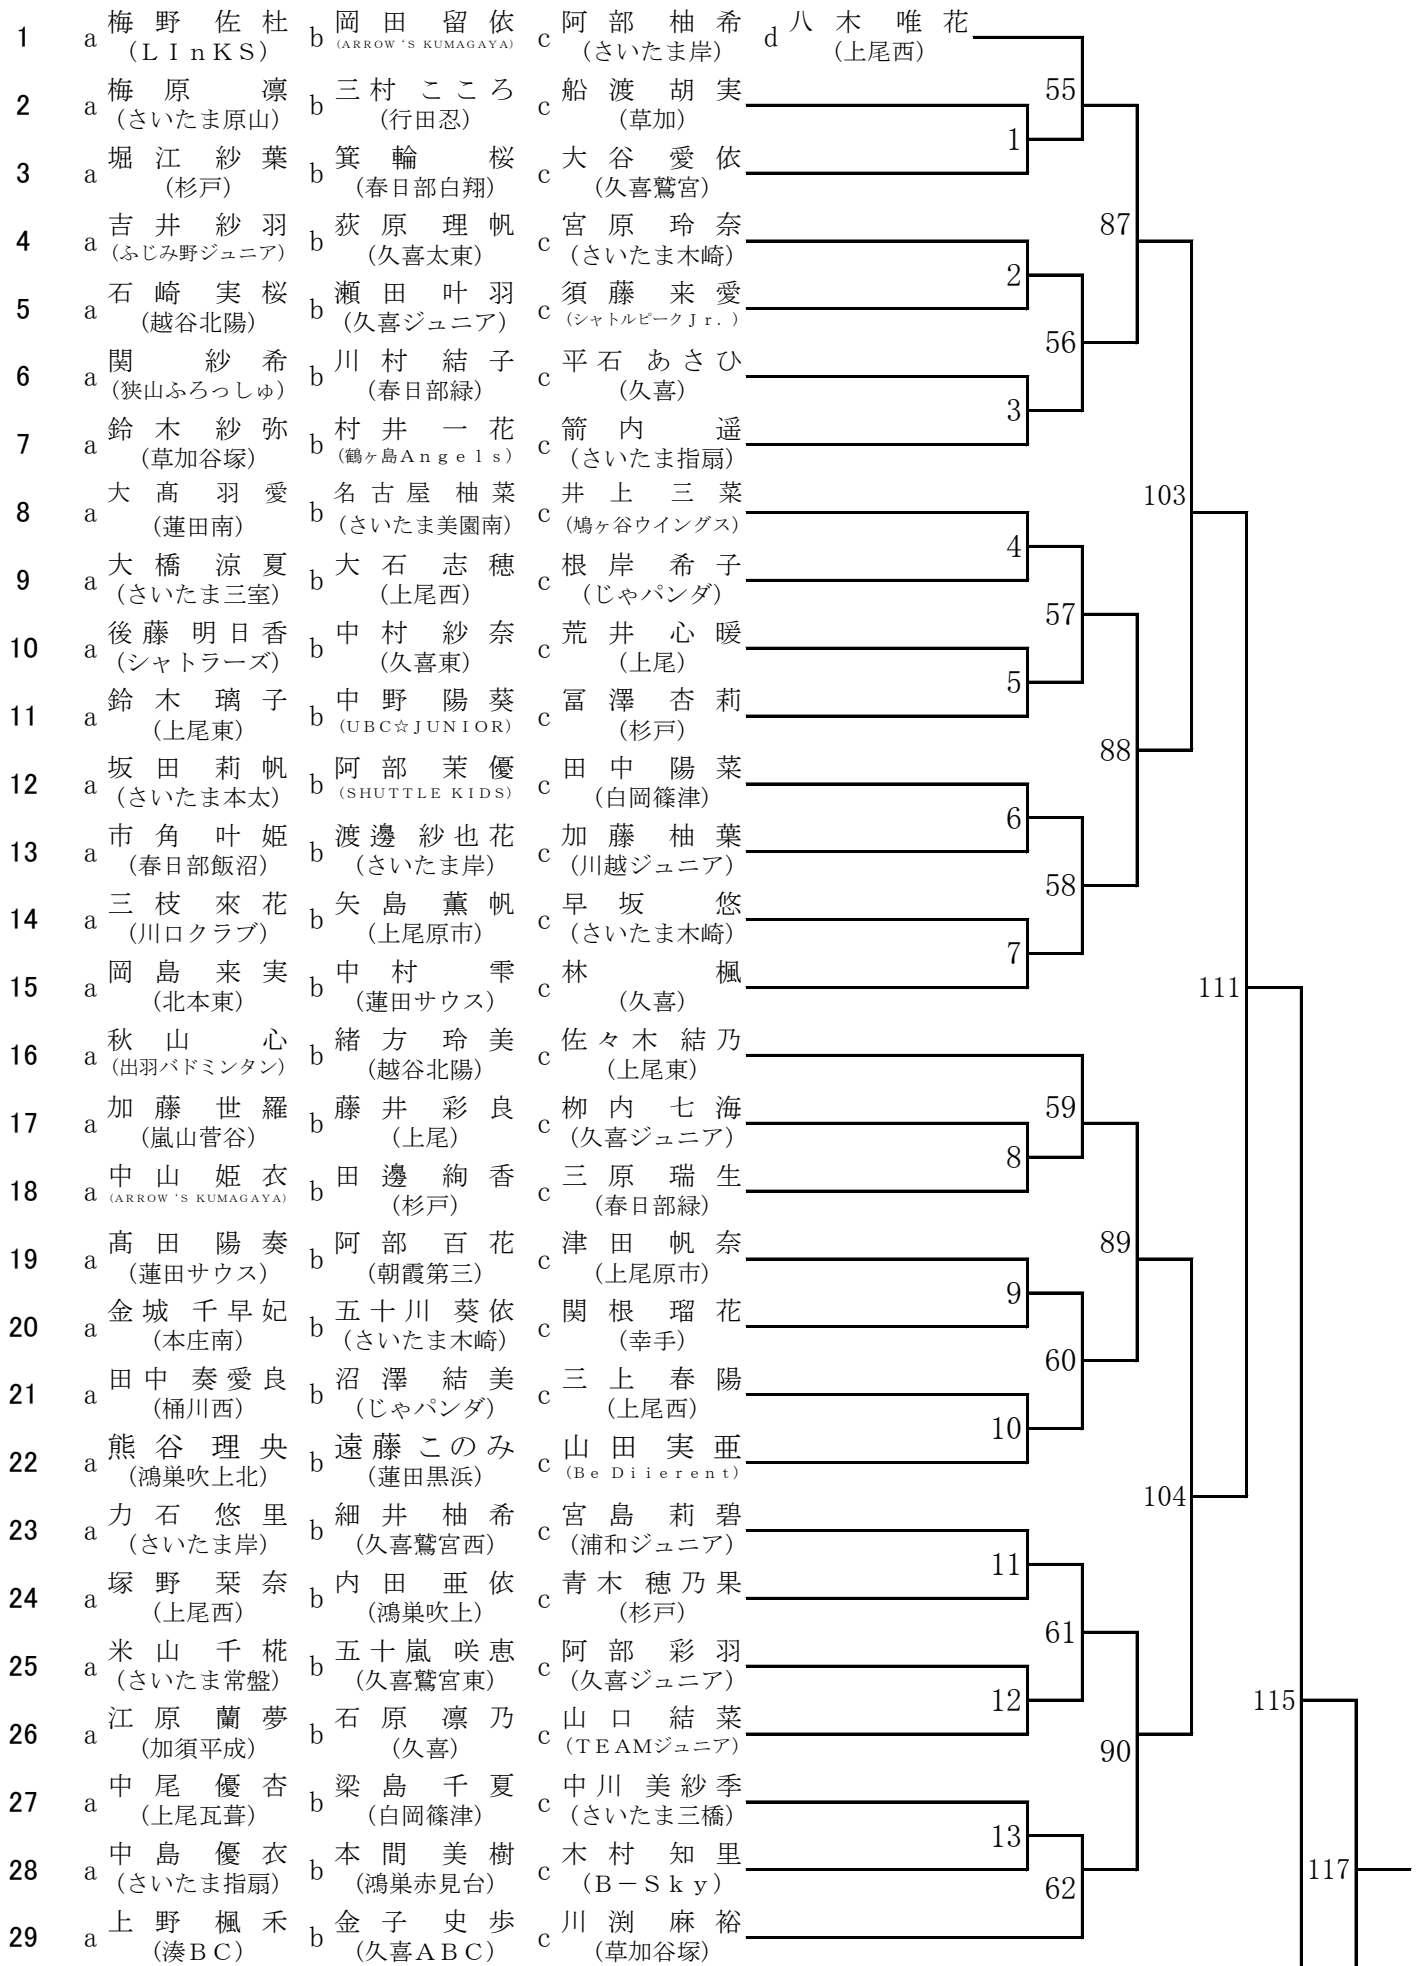 1 a 梅野佐杜 b 岡田留依 c 阿部柚希 d 八木唯花
(LInKS) (ARROW‘S KUMAGAYA) (さいたま岸) (上尾西)
55
2 a 梅原凛 b 三村こころ c 船渡胡実
(さいたま原山) (行田忍) (草加)
1
3 a 堀江紗葉 b 箕輪桜 c 大谷愛依
(杉戸) (春日部白翔) (久喜鷲宮)
87
4 a 吉井紗羽 b 荻原理帆 c 宮原玲奈
(ふじみ野ジュニア) (久喜太東) (さいたま木崎)
2
5 a 石崎実桜 b 瀬田叶羽 c 須藤来愛
(越谷北陽) (久喜ジュニア) (シャトルピークJr.)
56
6 a 関紗希 b 川村結子 c 平石あさひ
(狭山ふろっしゅ) (春日部緑) (久喜)
3
7 a 鈴木紗弥 b 村井一花 c 箭内遥
(草加谷塚) (鶴ヶ島Angels) (さいたま指扇)
103
8 a 大髙羽愛 b 名古屋柚菜 c 井上三菜
(蓮田南) (さいたま美園南) (鳩ヶ谷ウイングス)
4
9 a 大橋涼夏 b 大石志穂 c 根岸希子
(さいたま三室) (上尾西) (じゃパンダ)
57
10 a 後藤明日香 b 中村紗奈 c 荒井心暖
(シャトラーズ) (久喜東) (上尾)
5
11 a 鈴木璃子 b 中野陽葵 c 冨澤杏莉
(上尾東) (UBC☆JUNIOR) (杉戸)
88
12 a 坂田莉帆 b 阿部茉優 c 田中陽菜
(さいたま本太) (SHUTTLE KIDS) (白岡篠津)
6
13 a 市角叶姫 b 渡邊紗也花 c 加藤柚葉
(春日部飯沼) (さいたま岸) (川越ジュニア)
58
14 a 三枝來花 b 矢島薫帆 c 早坂悠
(川口クラブ) (上尾原市) (さいたま木崎)
7
15 a 岡島来実 b 中村雫 c 林楓
(北本東) (蓮田サウス) (久喜)
111
16 a 秋山心 b 緒方玲美 c 佐々木結乃
(出羽バドミンタン) (越谷北陽) (上尾東)
59
17 a 加藤世羅 b 藤井彩良 c 栁内七海
(嵐山菅谷) (上尾) (久喜ジュニア)
8
18 a 中山姫衣 b 田邊絢香 c 三原瑞生
(ARROW‘S KUMAGAYA) (杉戸) (春日部緑)
89
19 a 髙田陽奏 b 阿部百花 c 津田帆奈
(蓮田サウス) (朝霞第三) (上尾原市)
9
20 a 金城千早妃 b 五十川葵依 c 関根瑠花
(本庄南) (さいたま木崎) (幸手)
60
21 a 田中奏愛良 b 沼澤結美 c 三上春陽
(桶川西) (じゃパンダ) (上尾西)
10
22 a 熊谷理央 b 遠藤このみ c 山田実亜
(鴻巣吹上北) (蓮田黒浜) (Be Diierent)
104
23 a 力石悠里 b 細井柚希 c 宮島莉碧
(さいたま岸) (久喜鷲宮西) (浦和ジュニア)
11
24 a 塚野栞奈 b 内田亜依 c 青木穂乃果
(上尾西) (鴻巣吹上) (杉戸)
61
25 a 米山千椛 b 五十嵐咲恵 c 阿部彩羽
(さいたま常盤) (久喜鷲宮東) (久喜ジュニア)
12 115
26 a 江原蘭夢 b 石原凛乃 c 山口結菜
(加須平成) (久喜) (TEAMジュニア)
90
27 a 中尾優杏 b 梁島千夏 c 中川美紗季
(上尾瓦葺) (白岡篠津) (さいたま三橋)
13
28 a 中島優衣 b 本間美樹 c 木村知里
(さいたま指扇) (鴻巣赤見台) (B－Sky)
62 117
29 a 上野楓禾 b 金子史歩 c 川渕麻裕
(湊BC) (久喜ABC) (草加谷塚)